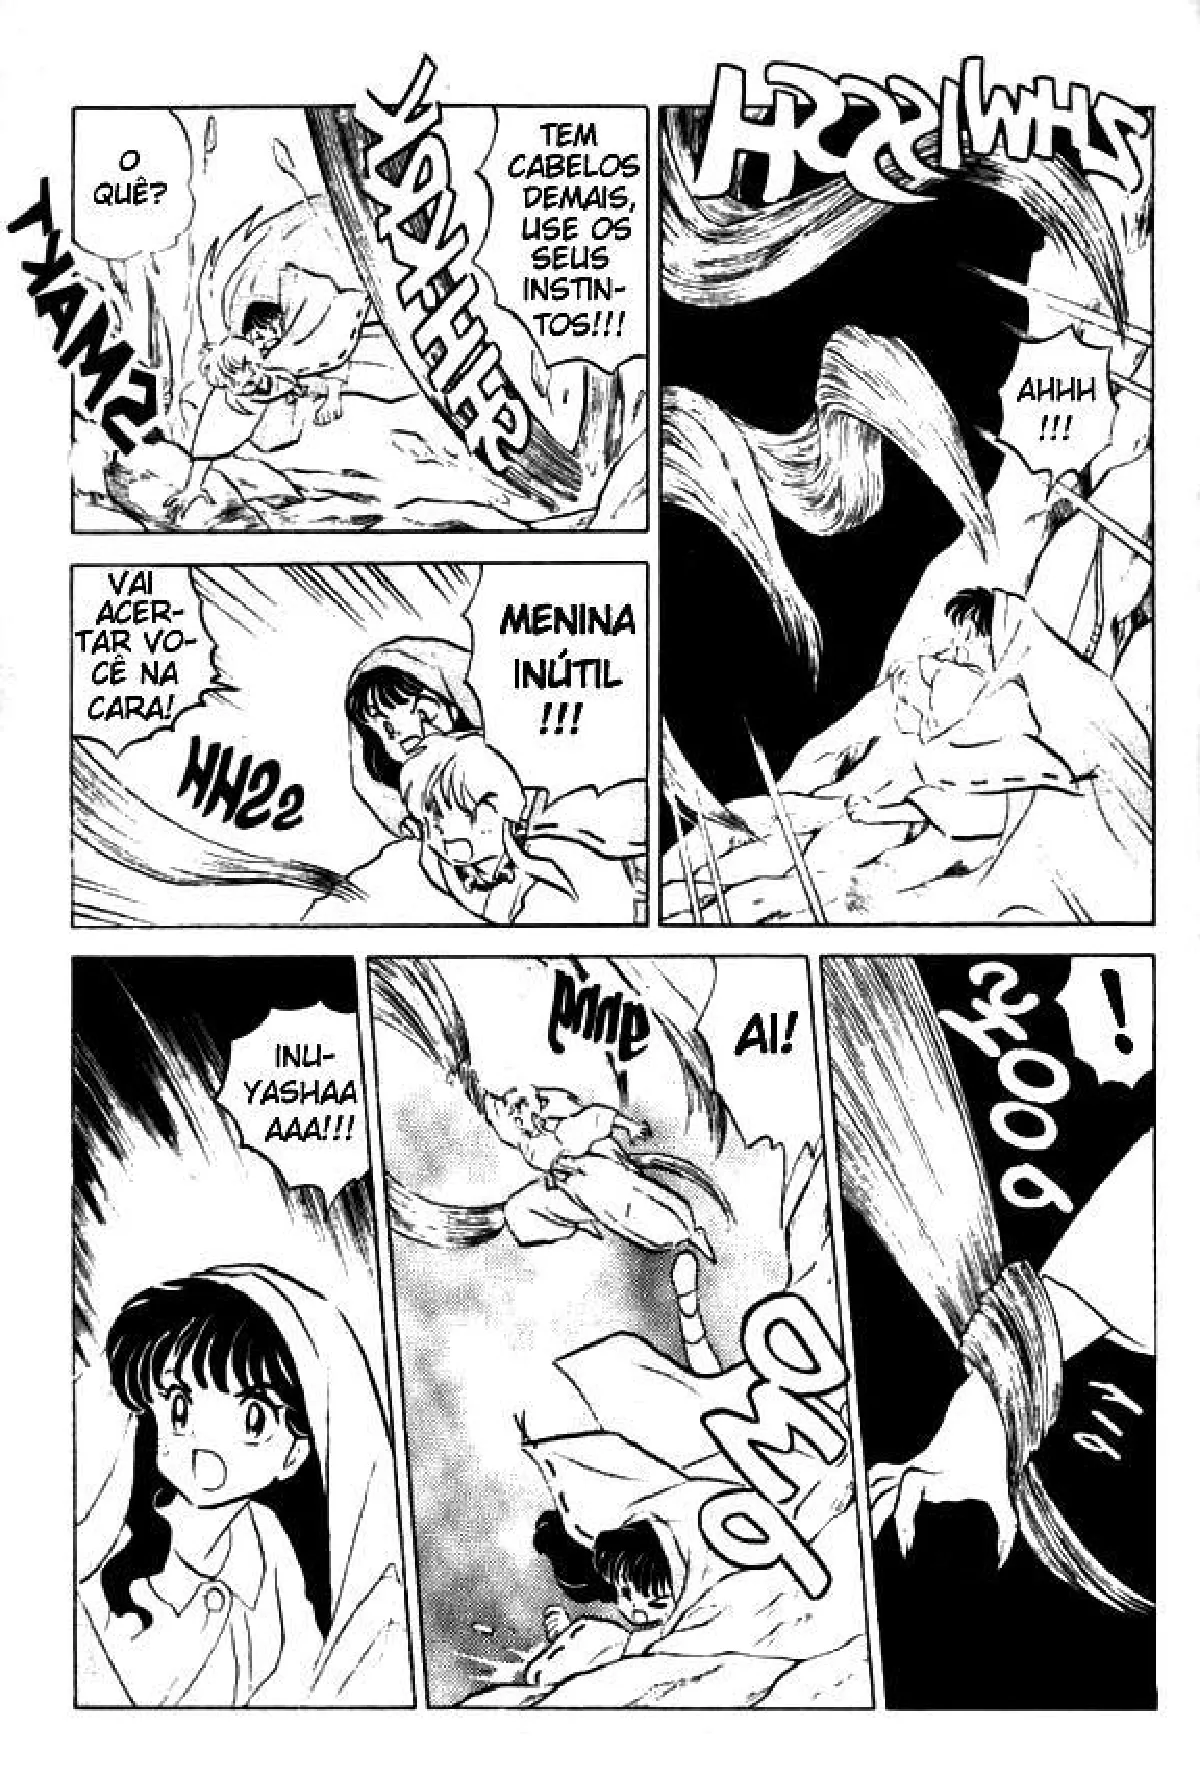 SHWIRRRH
AHHH
!!!
TEM
CABELOS
DEMAIS,
USE OS
SEUS
INSTIN-
TOS!!!
O
QUÊ?
MENINA
INÚTIL
!!!
VAI
ACER-
TAR VO-
CÊ NA
CARA!
!
AI!
INU-
YASHAA
AAA!!!